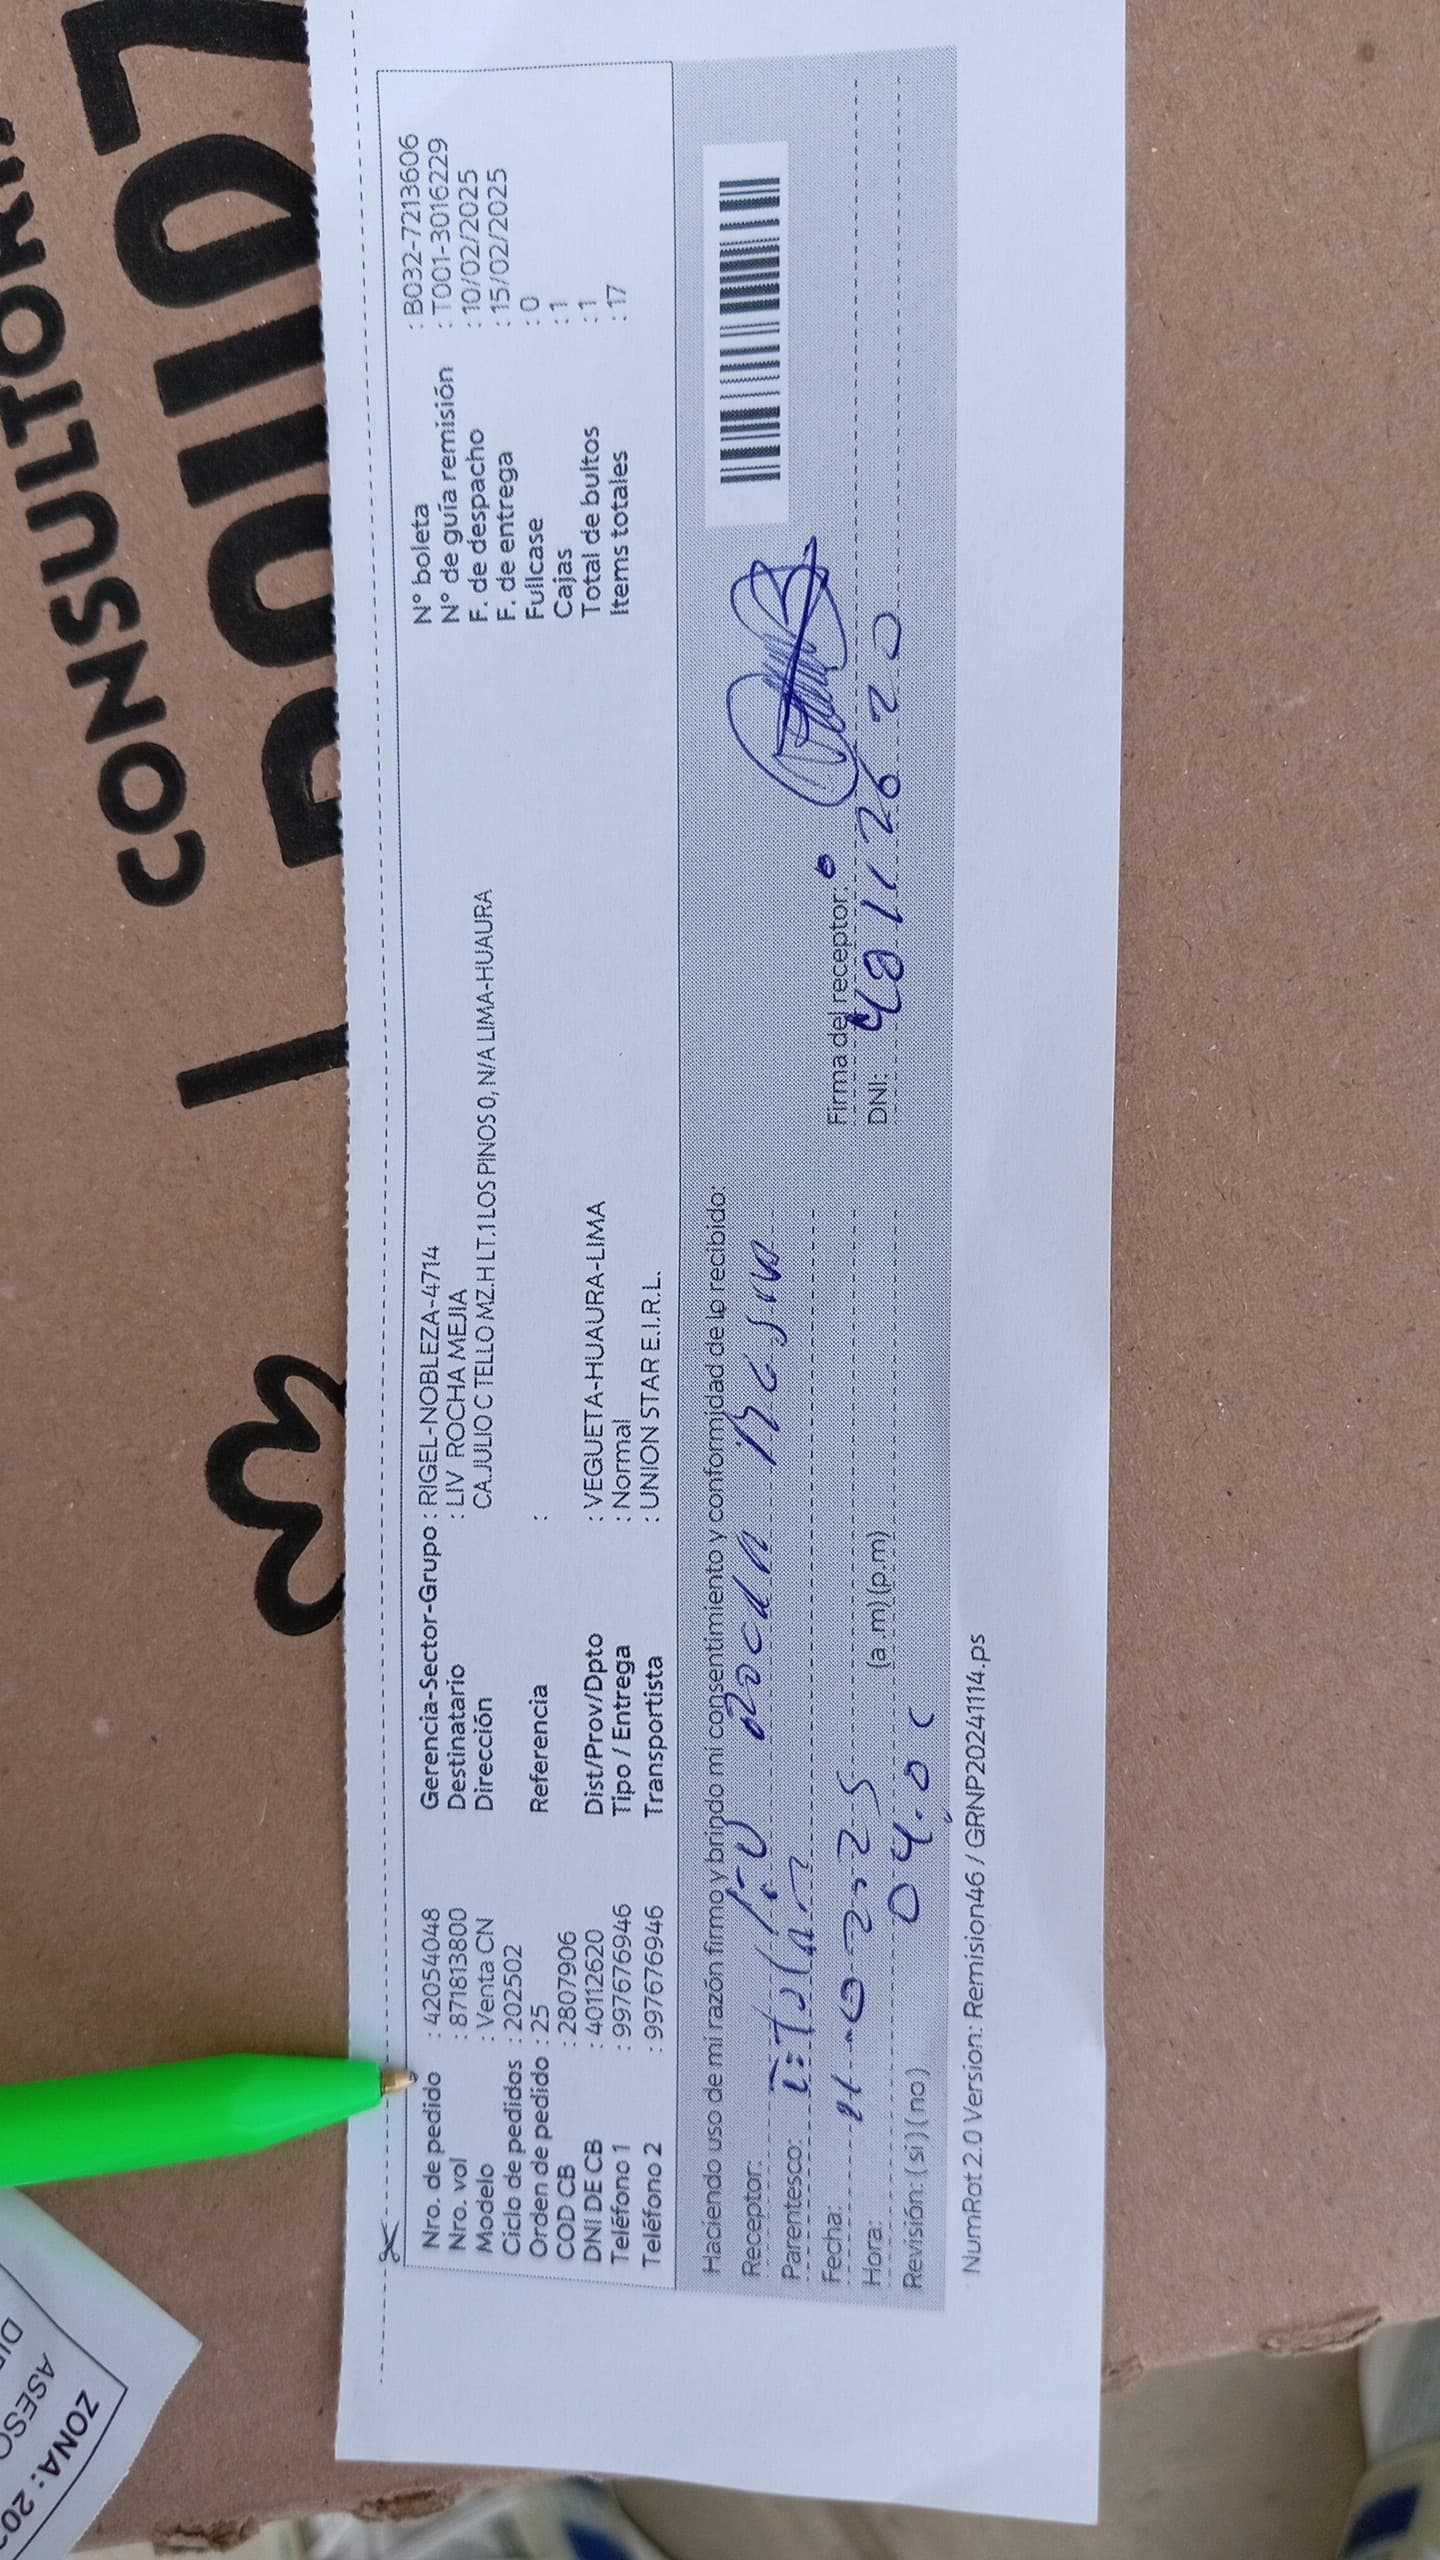 CONSULTOR
Nro. de pedido : 42054048
Nro. vol : 871813800
Modelo : Venta CN
Ciclo de pedidos : 202502
Orden de pedido : 25
COD CB : 2807906
DNI DE CB : 40112620
Teléfono 1 : 997676946
Teléfono 2 : 997676946
Gerencia-Sector-Grupo : RIGEL-NOBLEZA-4714
Destinatario : LIV ROCHA MEJIA
Dirección CA.JULIO C TELLO MZ.H LT.1 LOS PINOS 0, N/A LIMA-HUAURA
Referencia :
Dist/Prov/Dpto : VEGUETA-HUAURA-LIMA
Tipo / Entrega : Normal
Transportista : UNION STAR E.I.R.L.
N° boleta : B032-7213606
N° de guía remisión : T001-3016229
F. de despacho : 10/02/2025
F. de entrega : 15/02/2025
Fullcase : 0
Cajas : 1
Total de bultos : 1
Items totales : 17
Haciendo uso de mi razón firmo y brindo mi consentimiento y conformidad de lo recibido:
Receptor: Rocha
Parentesco: Titular
Fecha:
Hora: (a.m)(p.m)
Revisión: ( si ) ( no )
Firma del receptor:
DNI: 40112620
NumRot 2.0 Version: Remision46 / GRNP20241114.ps
ZONA: 20